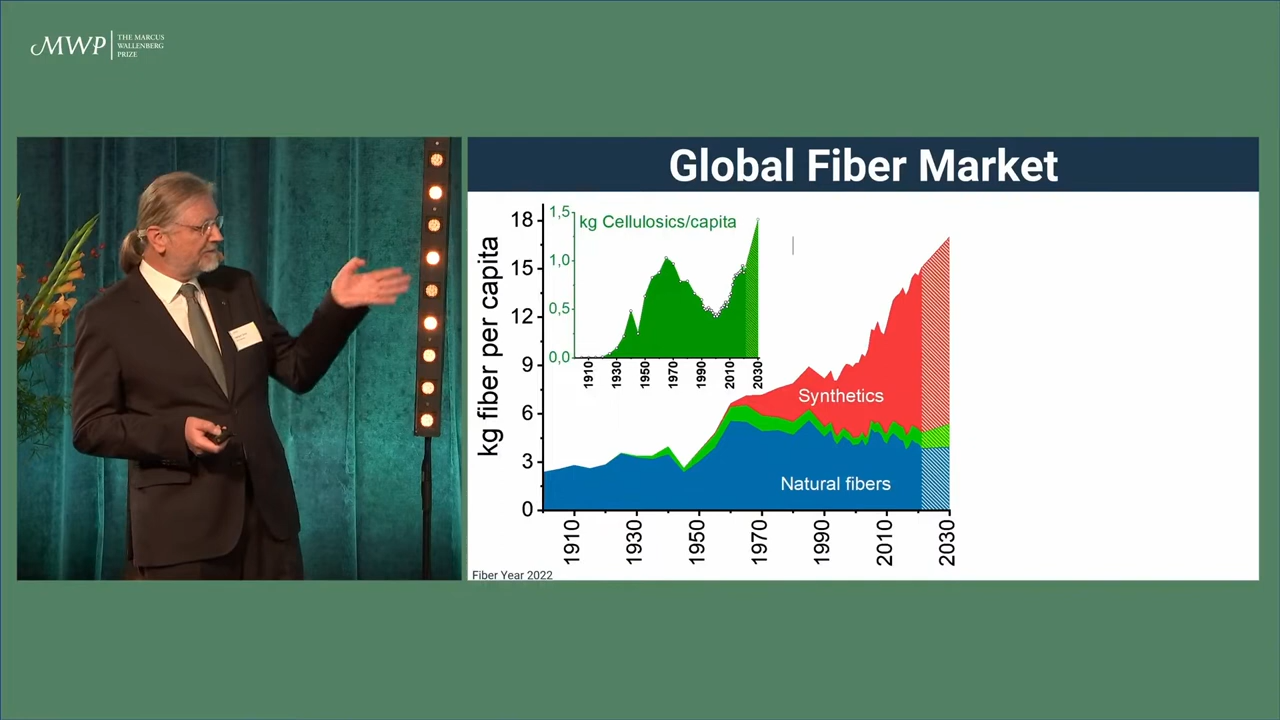 MWP
THE MARCUS
WALLENBERG
PRIZE
Global Fiber Market
kg fiber per capita
18
15
12
9
6
3
0
1910
1930
1950
1970
1990
2010
2030
kg Cellulosics/capita
1,5
1,0
0,5
0,0
1910
1930
1950
1970
1990
2010
2030
Synthetics
Natural fibers
Fiber Year 2022